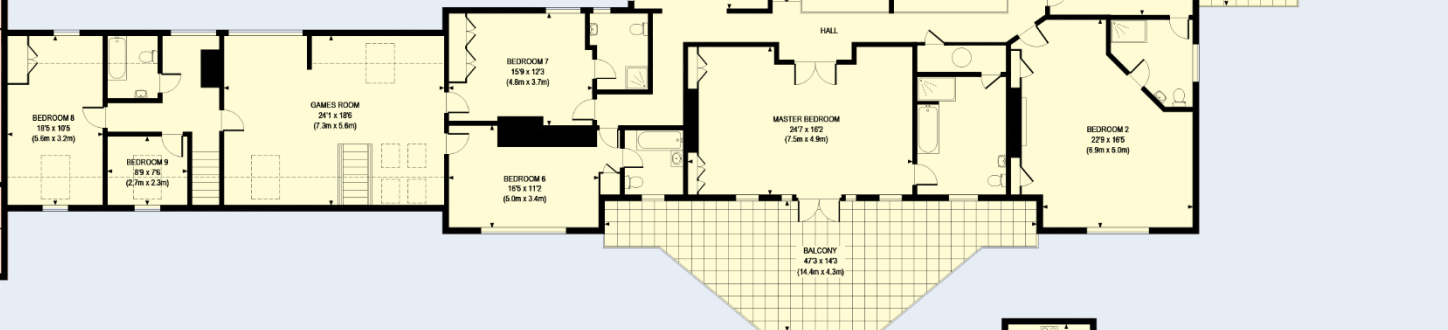 HALL
BEDROOM 7
15'9 x 12'3
(4.8m x 3.7m)
GAMES ROOM
24'1 x 18'6
(7.3m x 5.6m)
BEDROOM 8
18'5 x 10'5
(5.6m x 3.2m)
MASTER BEDROOM
24'7 x 16'2
(7.5m x 4.9m)
BEDROOM 2
22'9 x 16'5
(6.9m x 5.0m)
BEDROOM 9
8'9 x 7'6
(2.7m x 2.3m)
BEDROOM 6
16'5 x 11'2
(5.0m x 3.4m)
BALCONY
47'3 x 14'3
(14.4m x 4.3m)